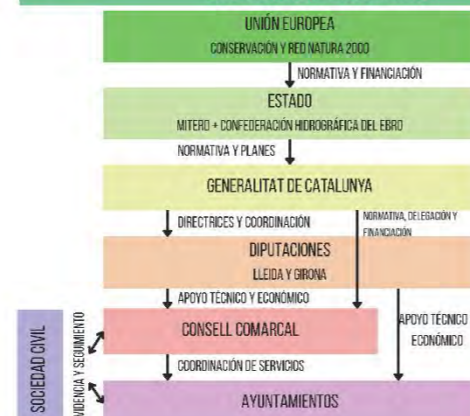 UNIÓN EUROPEA
CONSERVACIÓN Y RED NATURA 2000
NORMATIVA Y FINANCIACIÓN
ESTADO
MITERD + CONFEDERACIÓN HIDROGRÁFICA DEL EBRO
NORMATIVA Y PLANES
GENERALITAT DE CATALUNYA
DIRECTRICES Y COORDINACIÓN
NORMATIVA, DELEGACIÓN Y
FINANCIACIÓN
DIPUTACIONES
LLEIDA Y GIRONA
APOYO TÉCNICO Y ECONÓMICO
APOYO TÉCNICO
ECONÓMICO
CONSELL COMARCAL
COORDINACIÓN DE SERVICIOS
AYUNTAMIENTOS
SOCIEDAD CIVIL
VIDENCIA Y SEGUIMIENTO